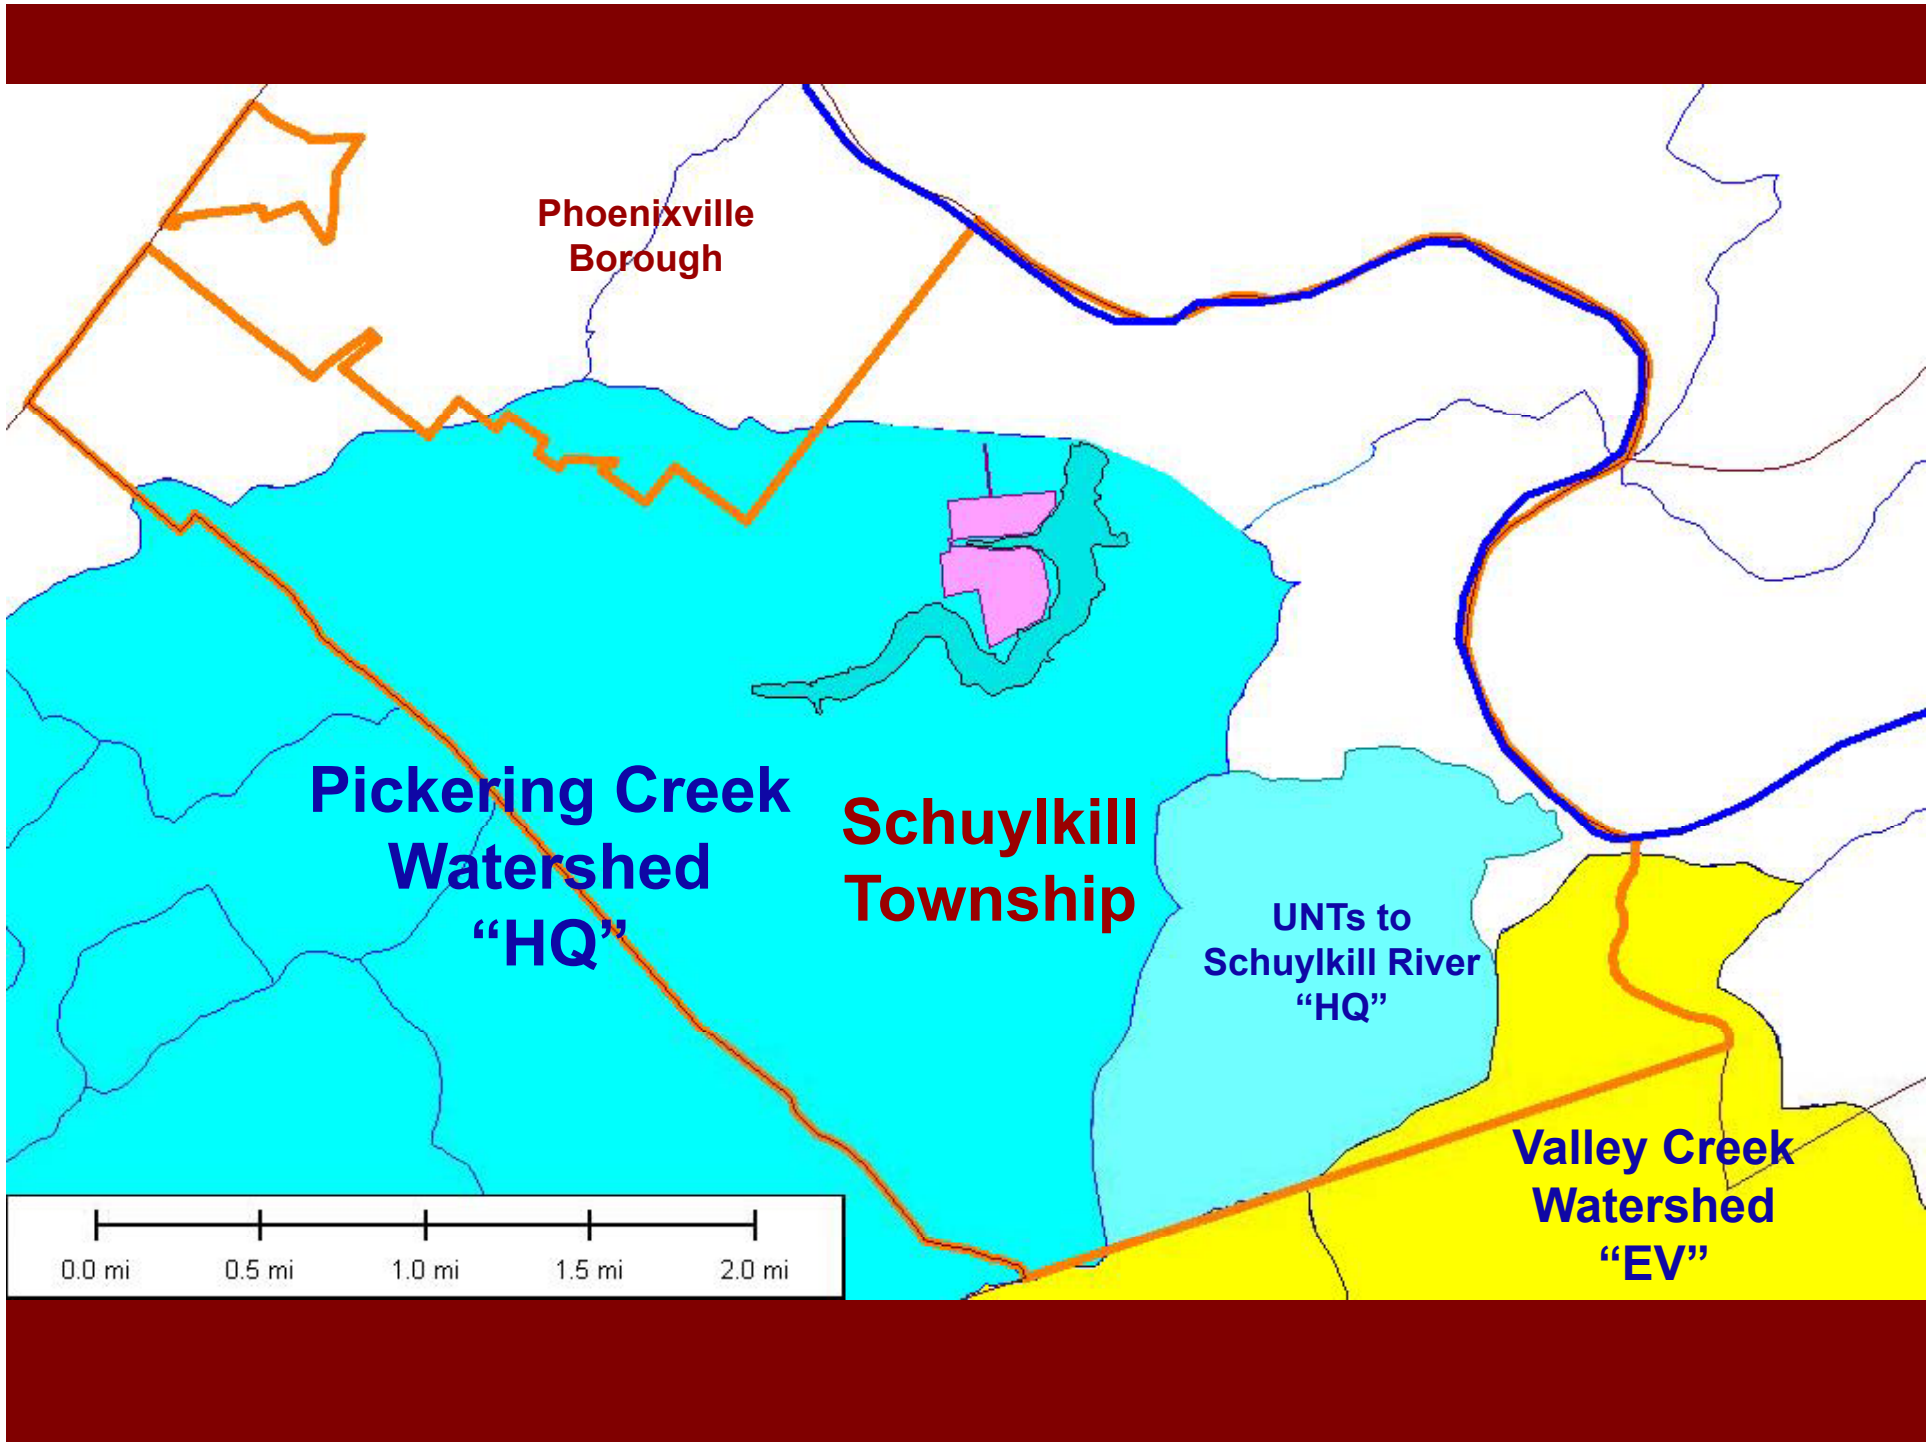 Phoenixville
Borough
Pickering Creek
Watershed
“HQ”
Schuylkill
Township
UNTs to
Schuylkill River
“HQ”
Valley Creek
Watershed
“EV”
0.0 mi
0.5 mi
1.0 mi
1.5 mi
2.0 mi